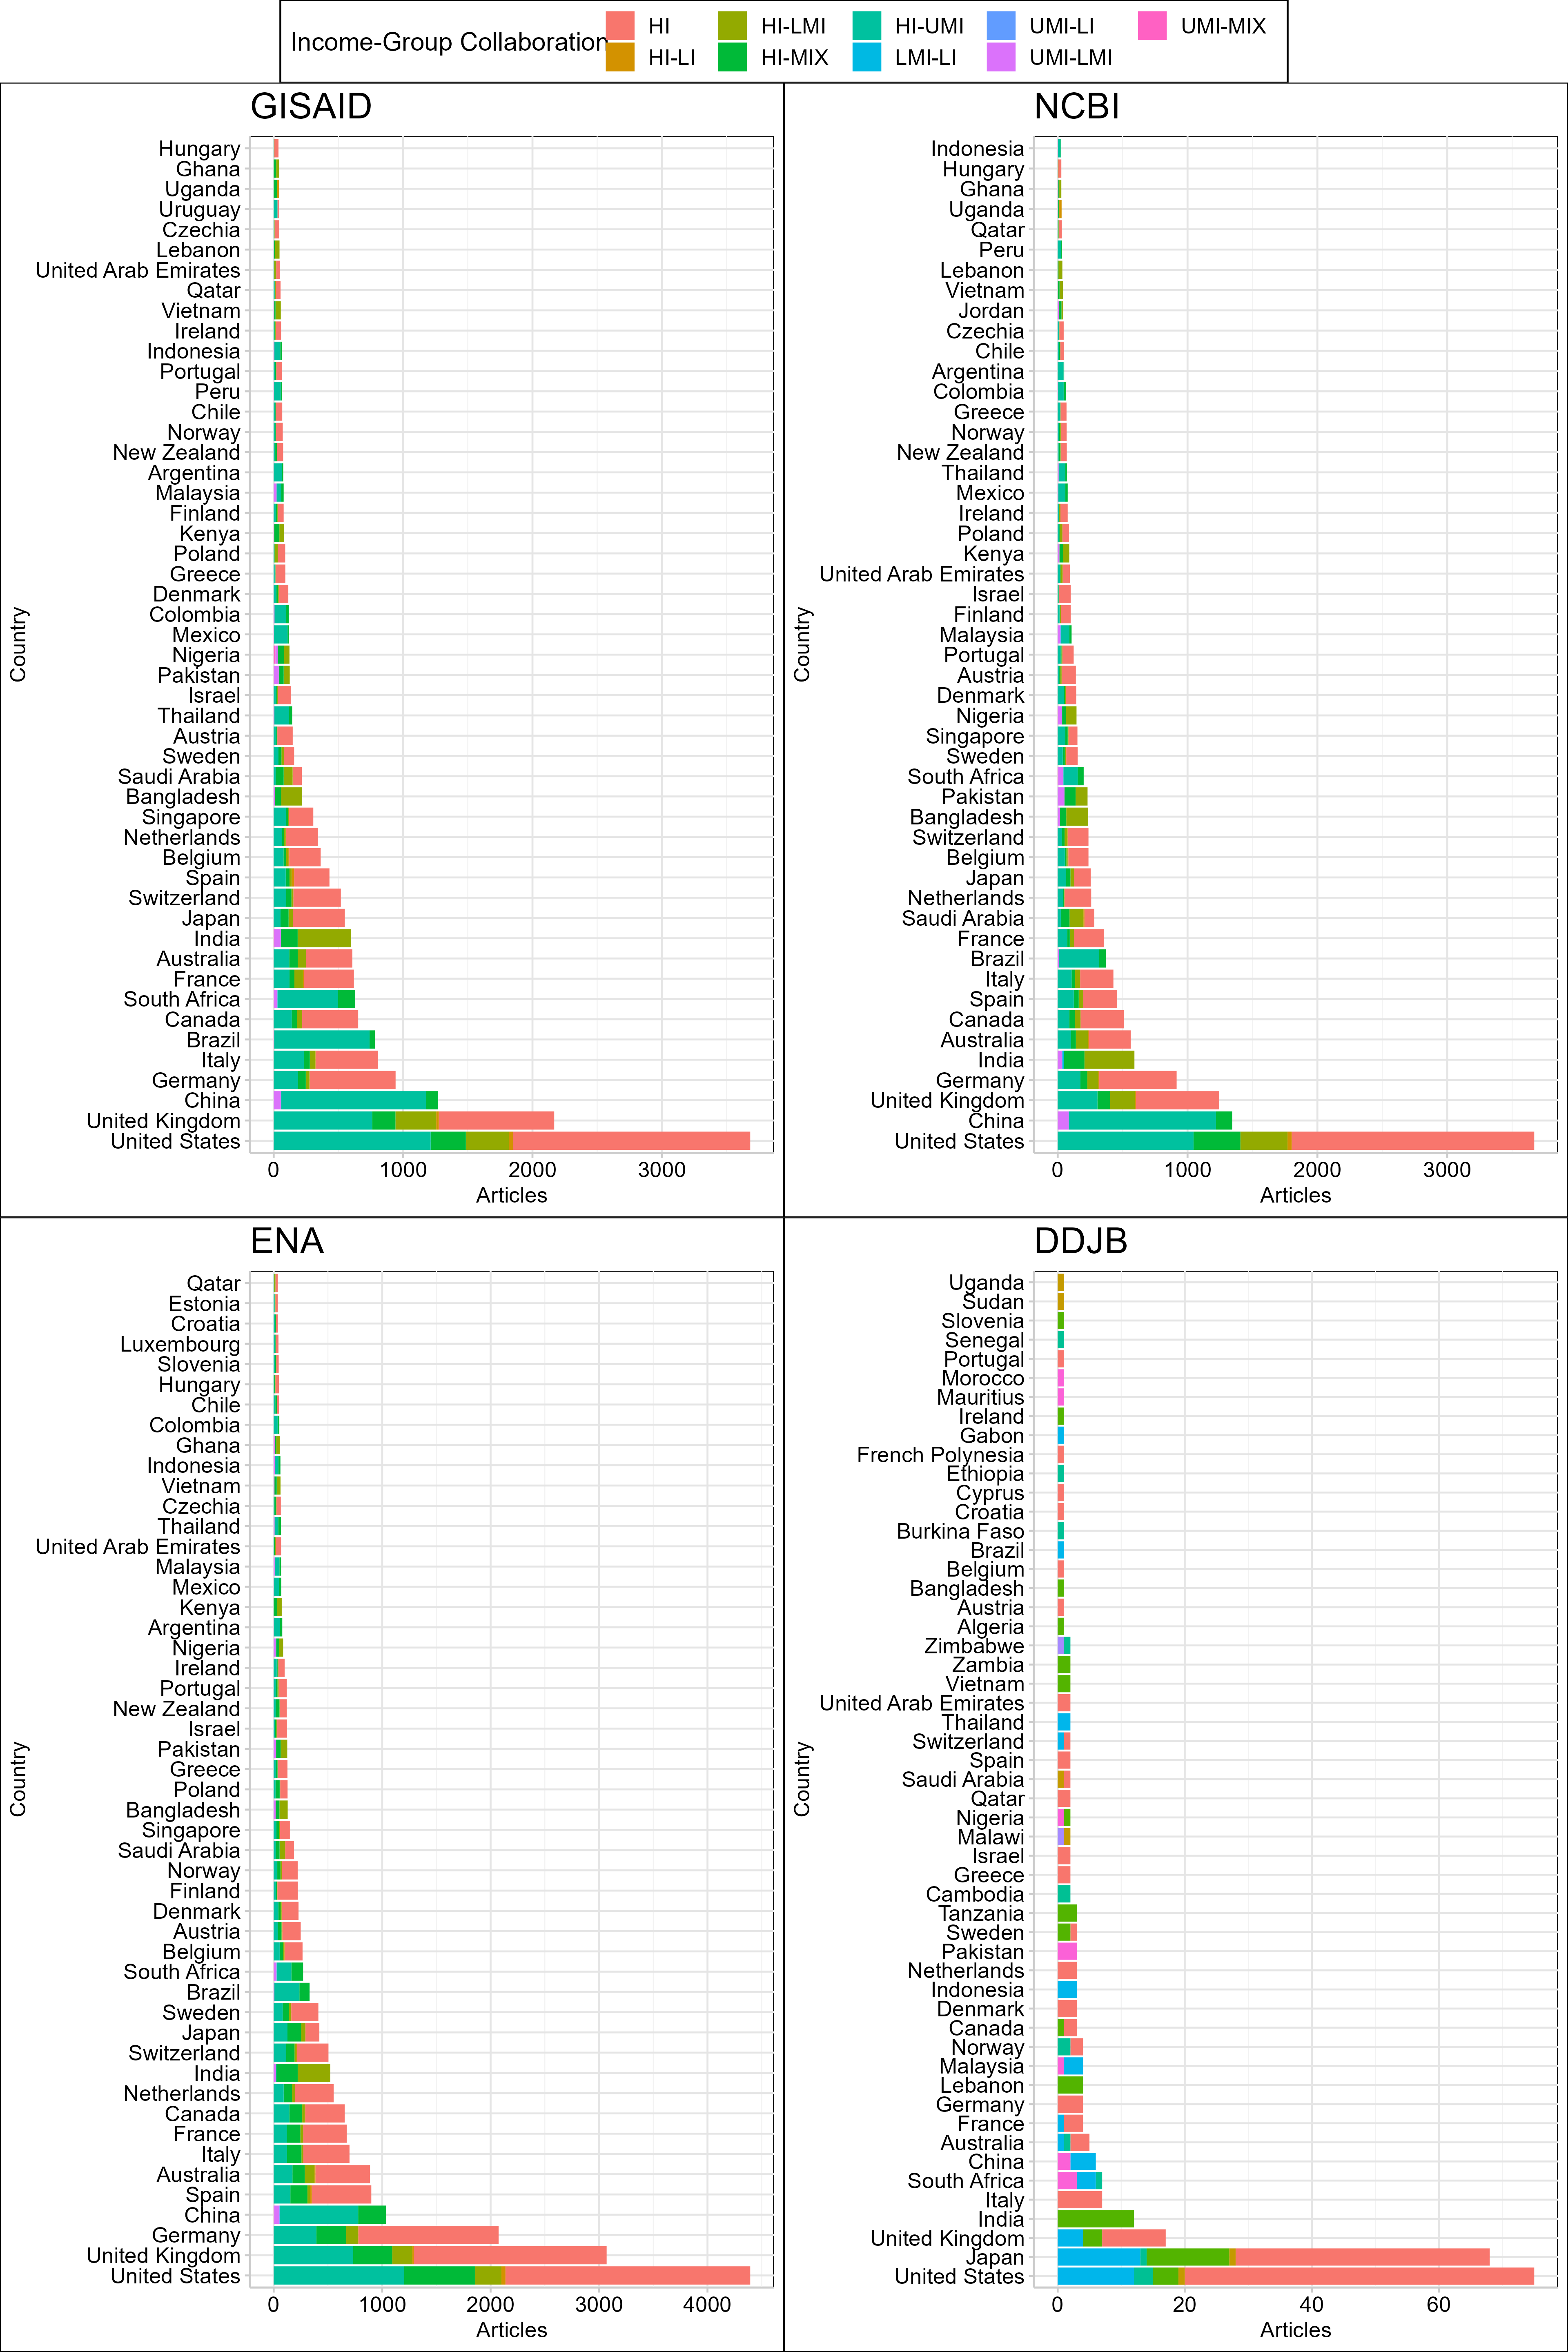 Income-Group Collaboration
HI
HI-LMI
HI-UMI
UMI-LI
UMI-MIX
HI-LI
HI-MIX
LMI-LI
UMI-LMI
GISAID
Hungary
Ghana
Uganda
Uruguay
Czechia
Lebanon
United Arab Emirates
Qatar
Vietnam
Ireland
Indonesia
Portugal
Peru
Chile
Norway
New Zealand
Argentina
Malaysia
Finland
Kenya
Poland
Greece
Denmark
Colombia
Mexico
Nigeria
Pakistan
Israel
Thailand
Austria
Sweden
Saudi Arabia
Bangladesh
Singapore
Netherlands
Belgium
Spain
Switzerland
Japan
India
Australia
France
South Africa
Canada
Brazil
Italy
Germany
China
United Kingdom
United States
Country
0 1000 2000 3000
Articles
NCBI
Indonesia
Hungary
Ghana
Uganda
Qatar
Peru
Lebanon
Vietnam
Jordan
Czechia
Chile
Argentina
Colombia
Greece
Norway
New Zealand
Thailand
Mexico
Ireland
Poland
Kenya
United Arab Emirates
Israel
Finland
Malaysia
Portugal
Austria
Denmark
Nigeria
Singapore
Sweden
South Africa
Pakistan
Bangladesh
Switzerland
Belgium
Japan
Netherlands
Saudi Arabia
France
Brazil
Italy
Spain
Canada
Australia
India
Germany
United Kingdom
China
United States
Country
0 1000 2000 3000
Articles
ENA
Qatar
Estonia
Croatia
Luxembourg
Slovenia
Hungary
Chile
Colombia
Ghana
Indonesia
Vietnam
Czechia
Thailand
United Arab Emirates
Malaysia
Mexico
Kenya
Argentina
Nigeria
Ireland
Portugal
New Zealand
Israel
Pakistan
Greece
Poland
Bangladesh
Singapore
Saudi Arabia
Norway
Finland
Denmark
Austria
Belgium
South Africa
Brazil
Sweden
Japan
Switzerland
India
Netherlands
Canada
France
Italy
Australia
Spain
China
Germany
United Kingdom
United States
Country
0 1000 2000 3000 4000
Articles
DDJB
Uganda
Sudan
Slovenia
Senegal
Portugal
Morocco
Mauritius
Ireland
Gabon
French Polynesia
Ethiopia
Cyprus
Croatia
Burkina Faso
Brazil
Belgium
Bangladesh
Austria
Algeria
Zimbabwe
Zambia
Vietnam
United Arab Emirates
Thailand
Switzerland
Spain
Saudi Arabia
Qatar
Nigeria
Malawi
Israel
Greece
Cambodia
Tanzania
Sweden
Pakistan
Netherlands
Indonesia
Denmark
Canada
Norway
Malaysia
Lebanon
Germany
France
Australia
China
South Africa
Italy
India
United Kingdom
Japan
United States
Country
0 20 40 60
Articles